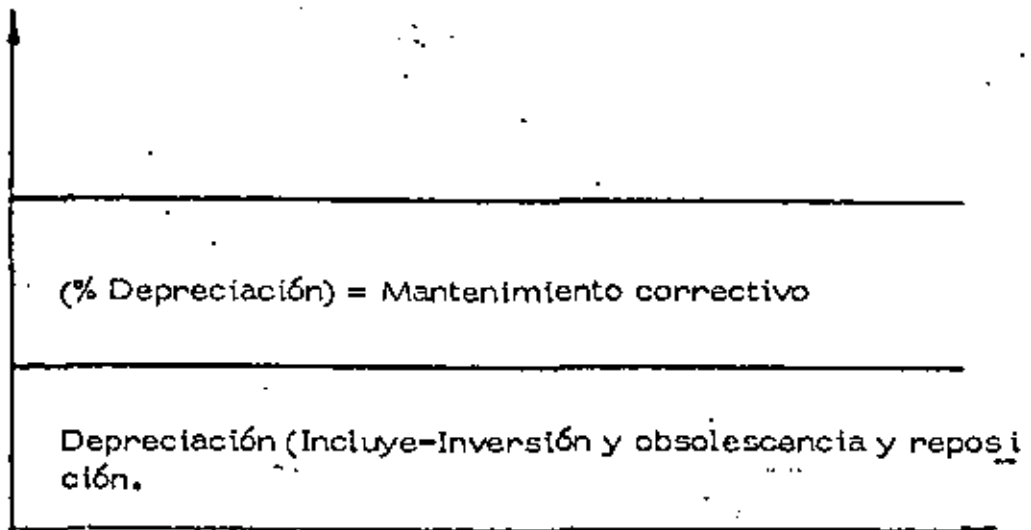 (% Depreciación) = Mantenimiento correctivo
Depreciación (Incluye-Inversión y obsolescencia y reposi
ción.